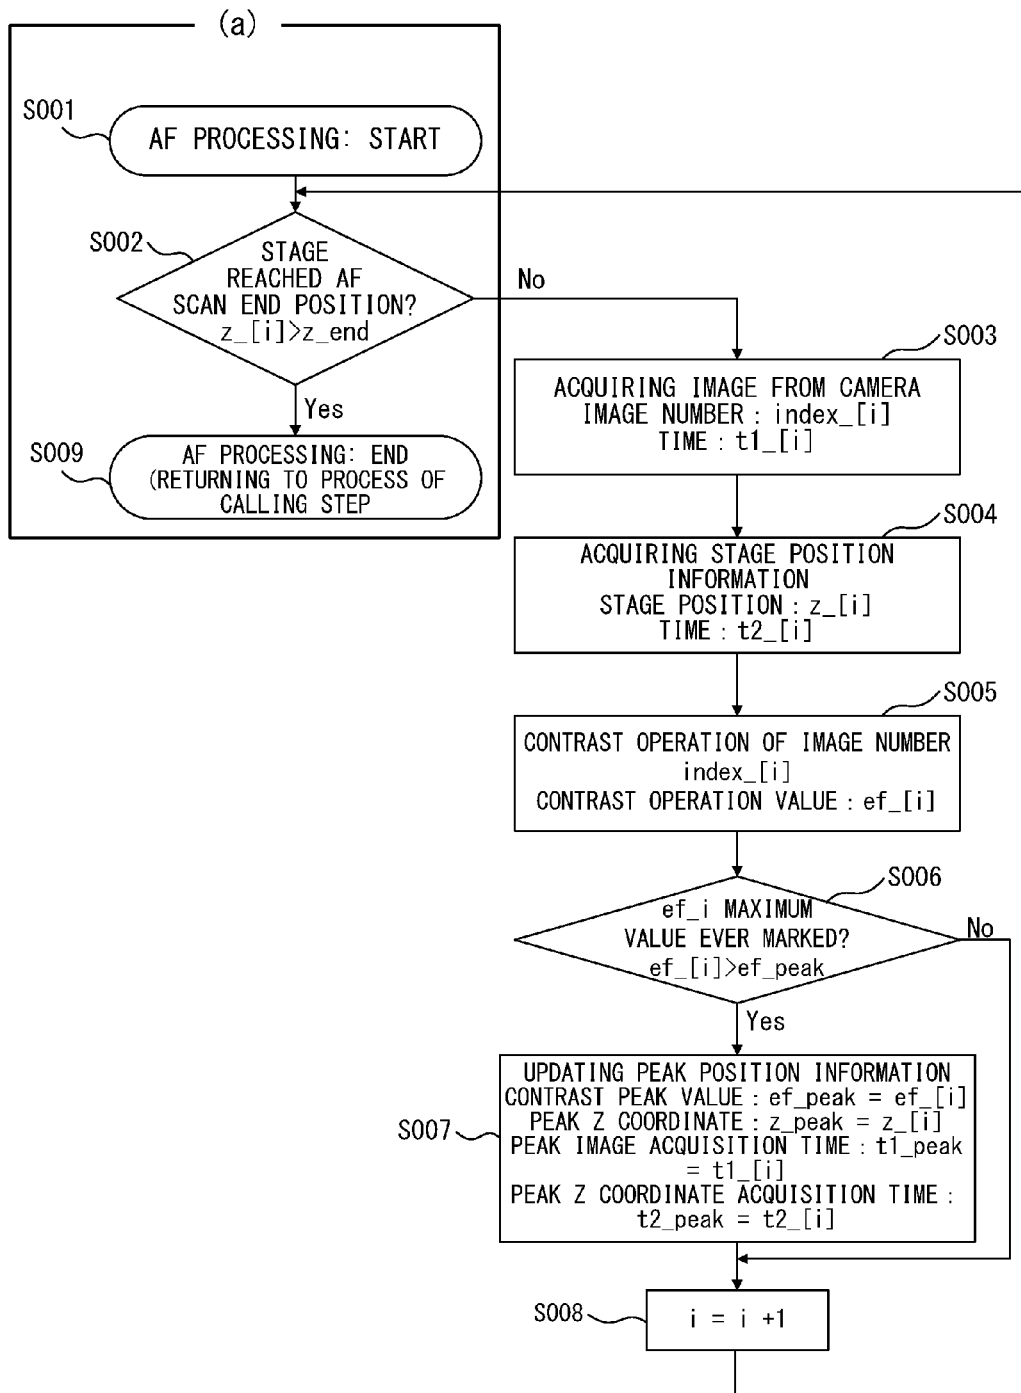 (a)
S001
AF PROCESSING: START
S002
STAGE
REACHED AF
SCAN END POSITION?
z_[i]>z_end
No
Yes
S009
AF PROCESSING: END
(RETURNING TO PROCESS OF
CALLING STEP
S003
ACQUIRING IMAGE FROM CAMERA
IMAGE NUMBER : index_[i]
TIME : t1_[i]
S004
ACQUIRING STAGE POSITION
INFORMATION
STAGE POSITION : z_[i]
TIME : t2_[i]
S005
CONTRAST OPERATION OF IMAGE NUMBER
index_[i]
CONTRAST OPERATION VALUE : ef_[i]
S006
ef_i MAXIMUM
VALUE EVER MARKED?
ef_[i]>ef_peak
No
Yes
S007
UPDATING PEAK POSITION INFORMATION
CONTRAST PEAK VALUE : ef_peak = ef_[i]
PEAK Z COORDINATE : z_peak = z_[i]
PEAK IMAGE ACQUISITION TIME : t1_peak
= t1_[i]
PEAK Z COORDINATE ACQUISITION TIME :
t2_peak = t2_[i]
S008
i = i +1